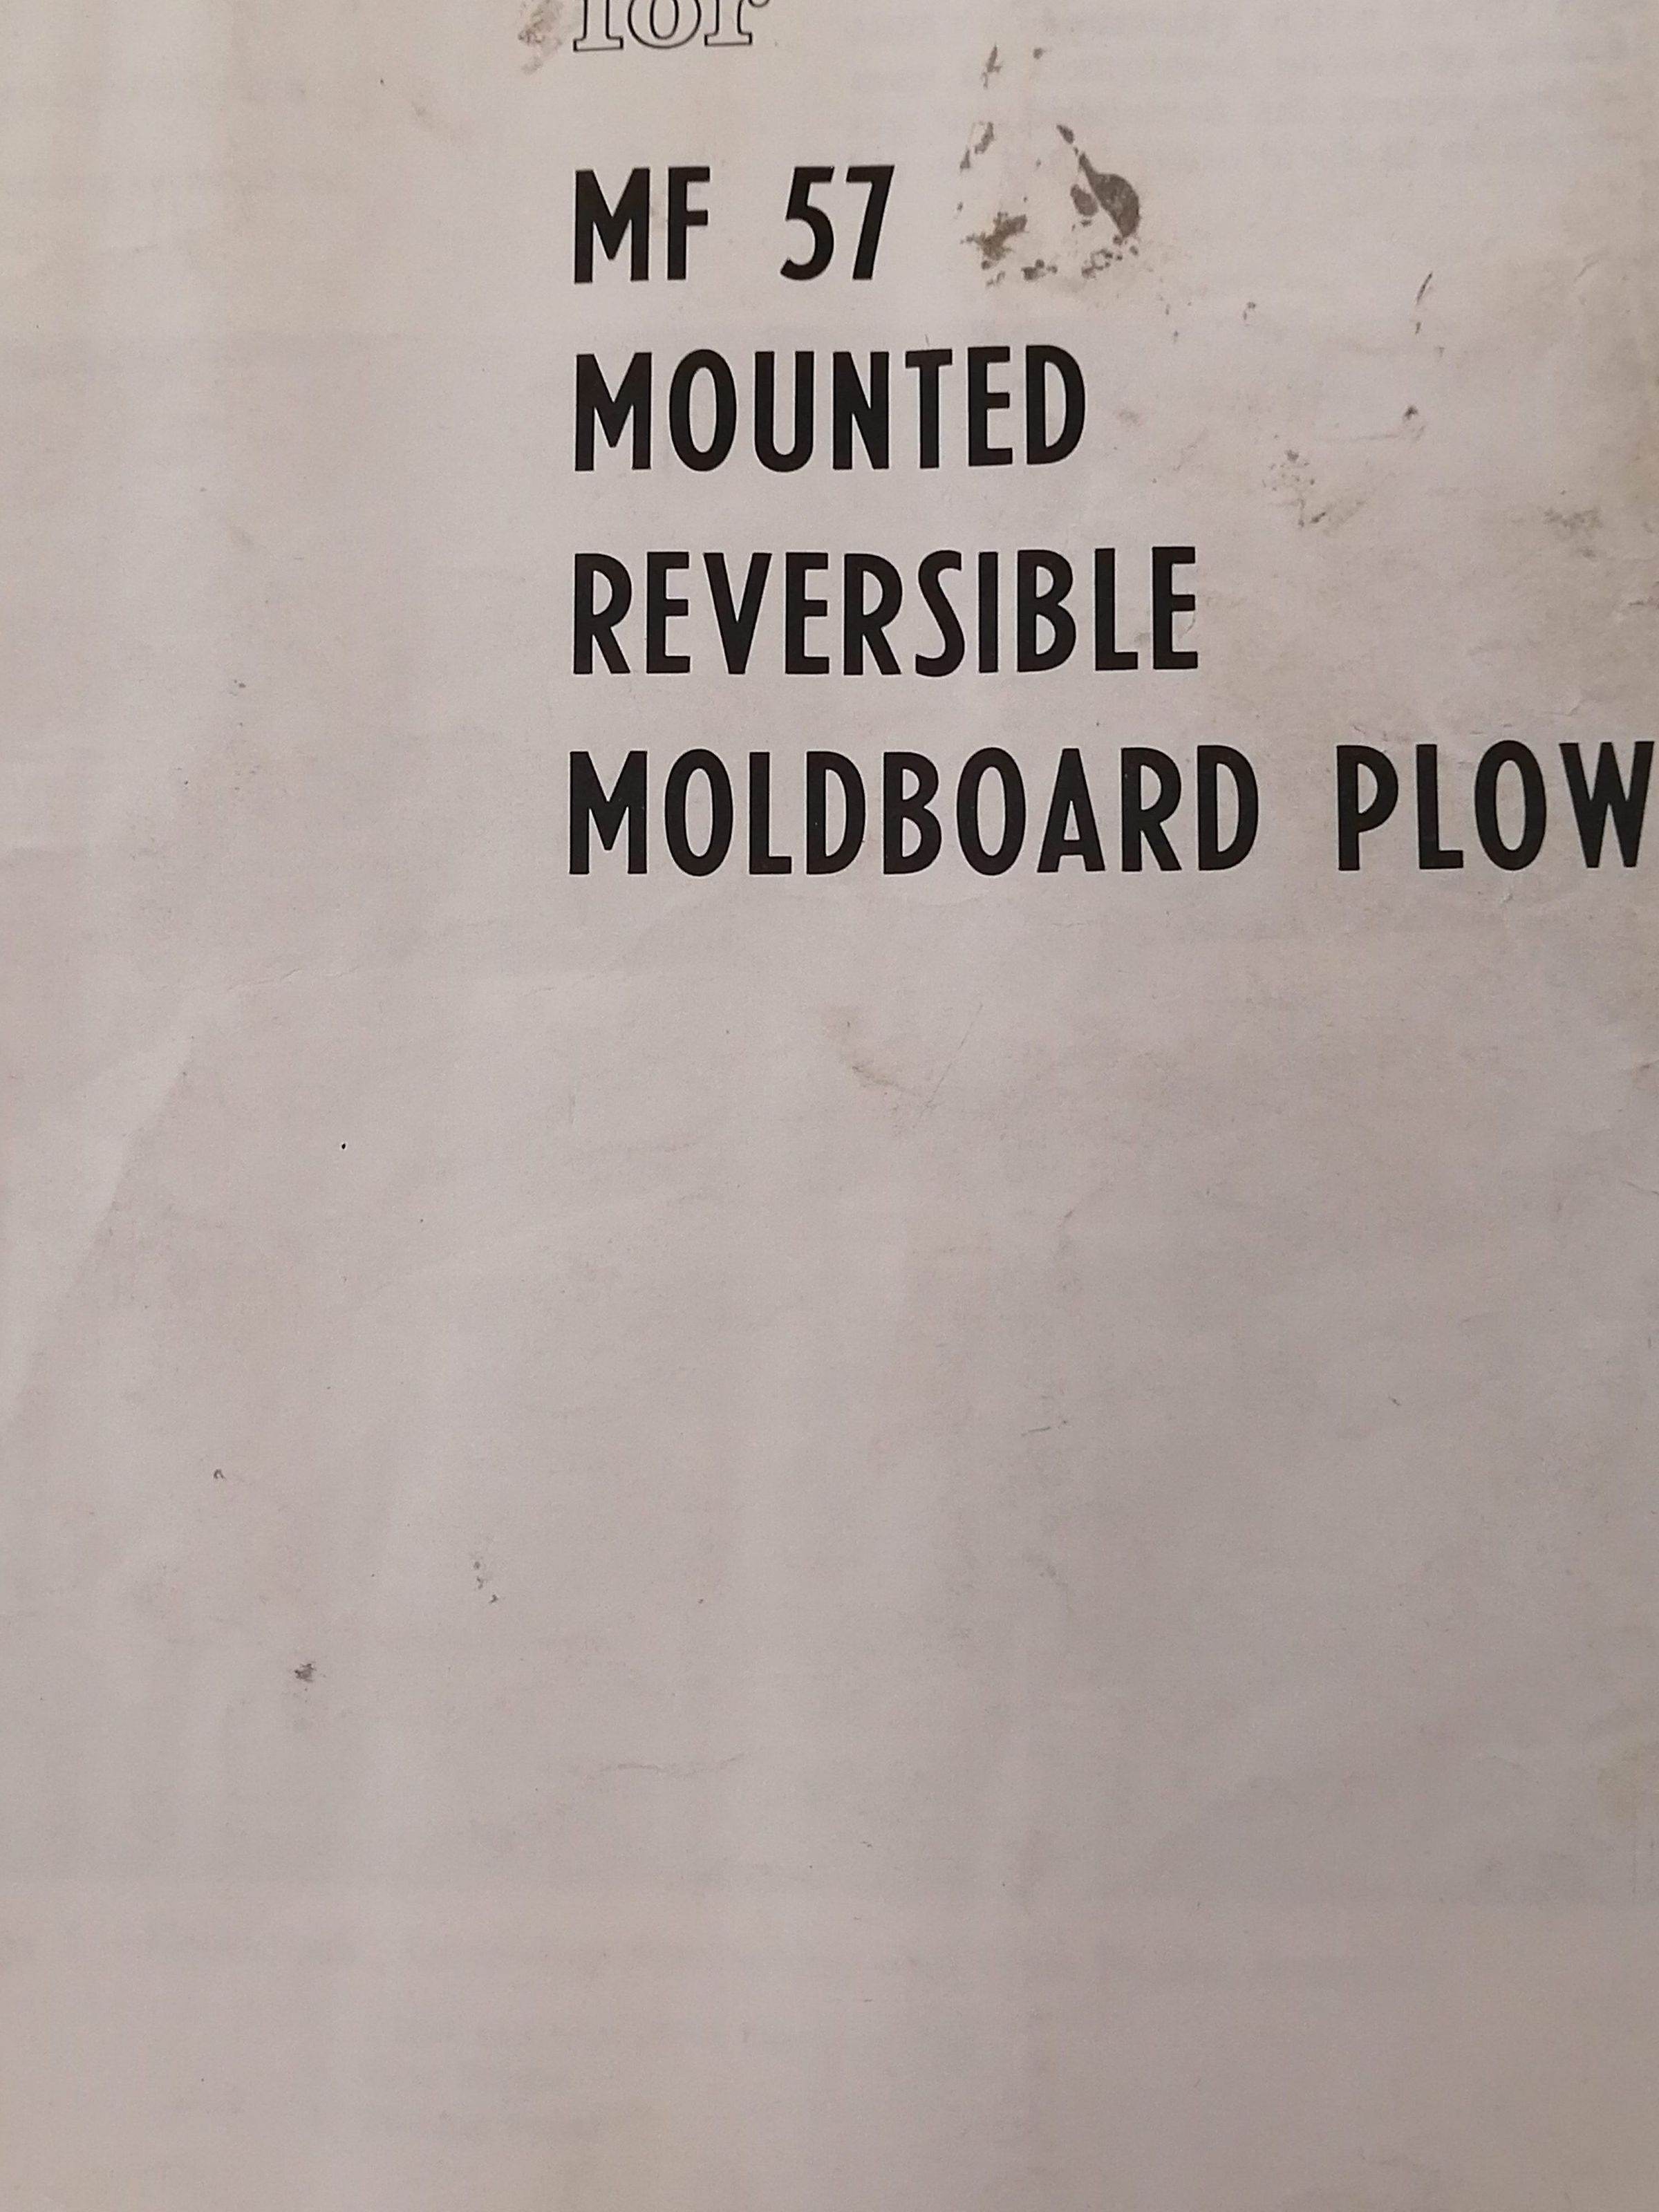 for
MF 57
MOUNTED
REVERSIBLE
MOLDBOARD PLOW